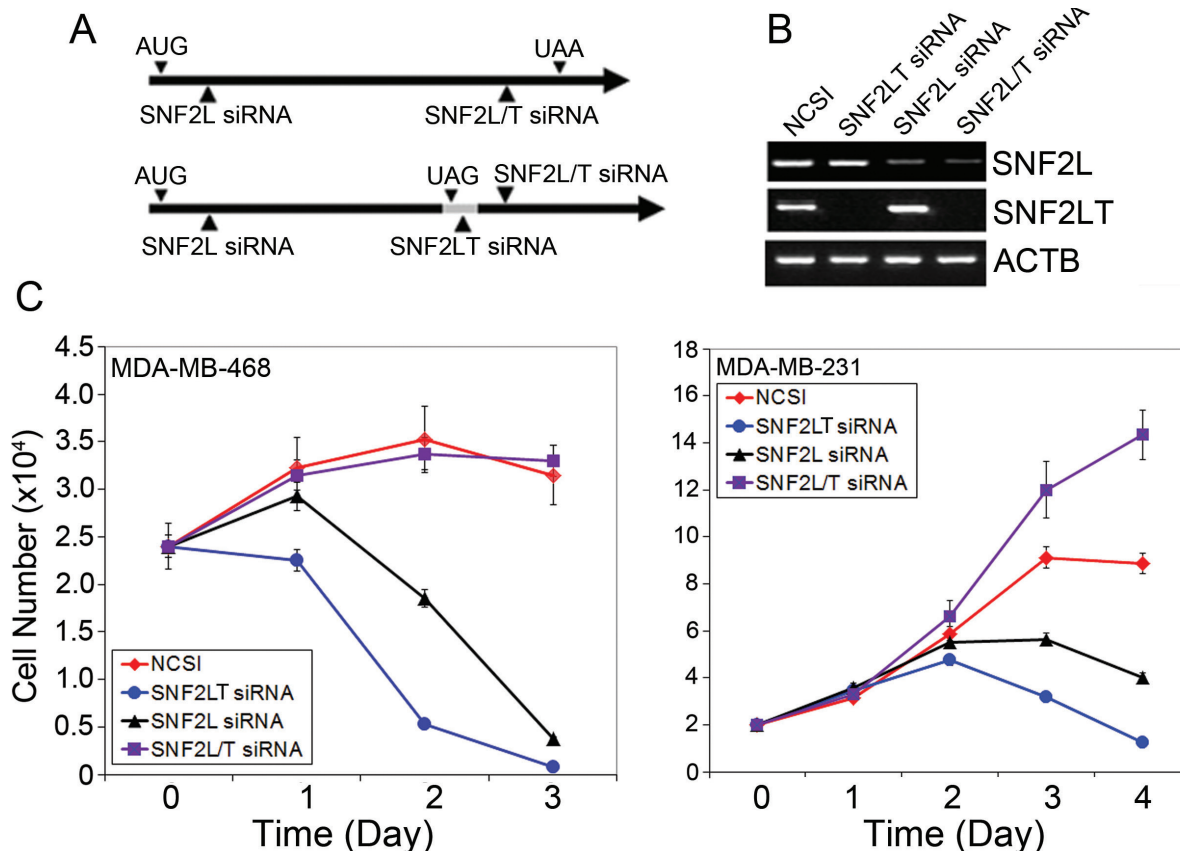 A
AUG
UAA
SNF2L siRNA
SNF2L/T siRNA
AUG
UAG
SNF2L/T siRNA
SNF2L siRNA
SNF2LT siRNA
B
NCSI
SNF2LT siRNA
SNF2L siRNA
SNF2L/T siRNA
SNF2L
SNF2LT
ACTB
C
Cell Number (x10⁴)
4.5
4.0
3.5
3.0
2.5
2.0
1.5
1.0
0.5
0
MDA-MB-468
NCSI
SNF2LT siRNA
SNF2L siRNA
SNF2L/T siRNA
0 1 2 3
Time (Day)
18
16
14
12
10
8
6
4
2
0
MDA-MB-231
NCSI
SNF2LT siRNA
SNF2L siRNA
SNF2L/T siRNA
0 1 2 3 4
Time (Day)